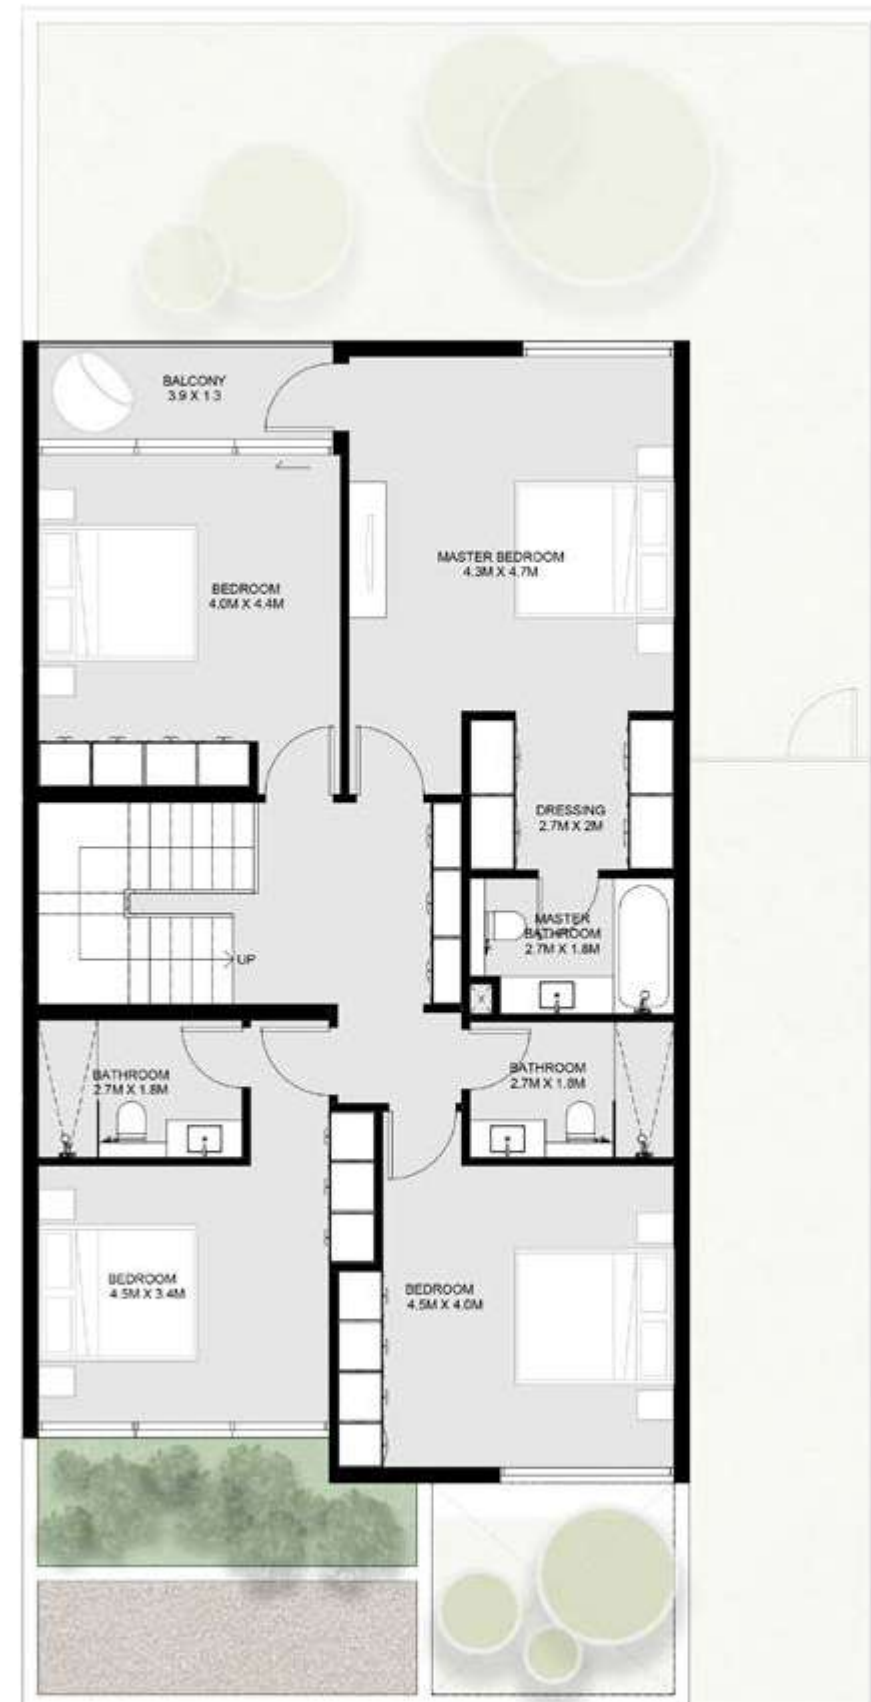 BALCONY
3.9 X 1.3
MASTER BEDROOM
4.3M X 4.7M
BEDROOM
4.0M X 4.4M
DRESSING
2.7M X 2M
MASTER
BATHROOM
2.7M X 1.8M
UP
BATHROOM
2.7M X 1.8M
BATHROOM
2.7M X 1.8M
BEDROOM
4.5M X 3.4M
BEDROOM
4.5M X 4.0M